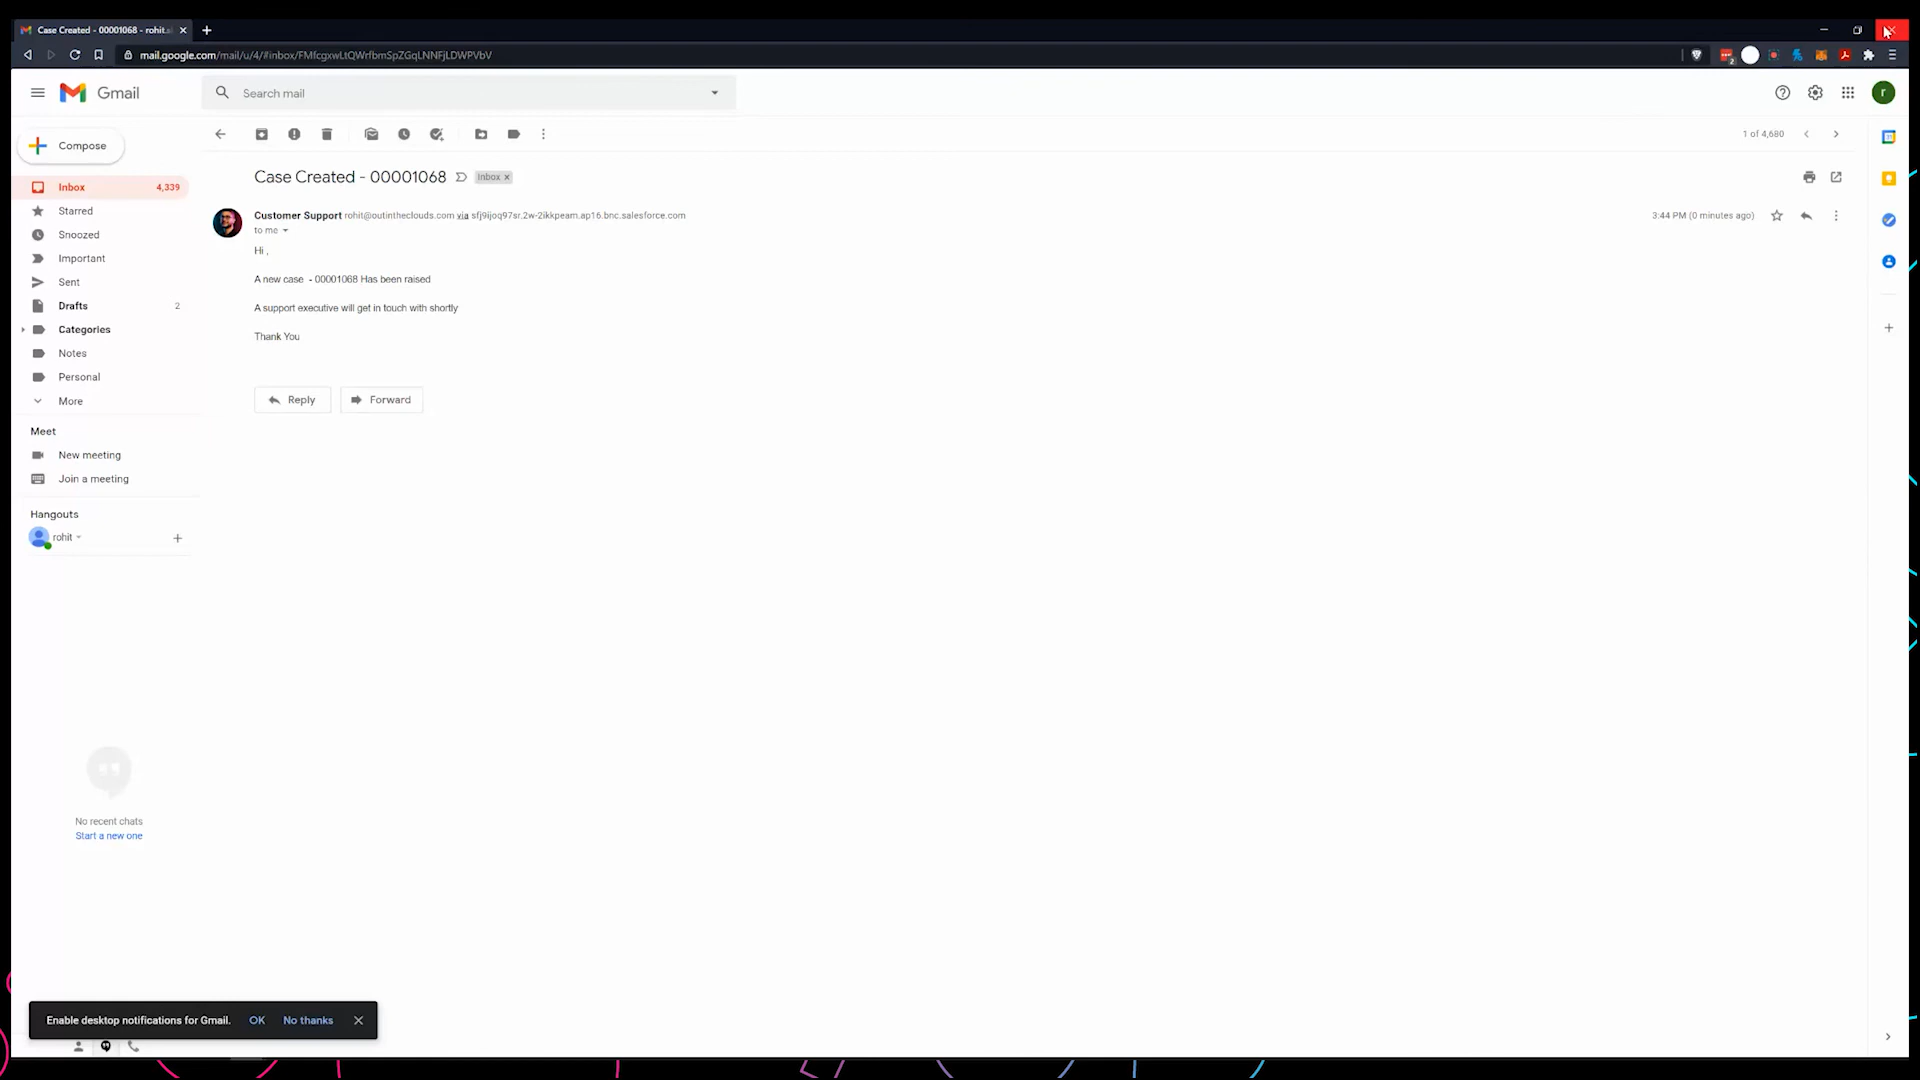 Case Created - 00001068 - rohit.a
mail.google.com/mail/u/4/#inbox/FMfcgxwLtQWrfbmSpZGqLNNFjLDWPVbV
2
Gmail
Search mail
r
Compose
1 of 4,680
Inbox 4,339
Case Created - 00001068 Inbox x
Starred
Customer Support rohit@outintheclouds.com via sfj9ijoq97sr.2w-2ikkpeam.ap16.bnc.salesforce.com 3:44 PM (0 minutes ago)
to me
Snoozed
Hi ,
Important
A new case - 00001068 Has been raised
Sent
Drafts 2
A support executive will get in touch with shortly
Categories
Thank You
Notes
Personal
More
Reply Forward
Meet
New meeting
Join a meeting
Hangouts
rohit
No recent chats
Start a new one
Enable desktop notifications for Gmail. OK No thanks